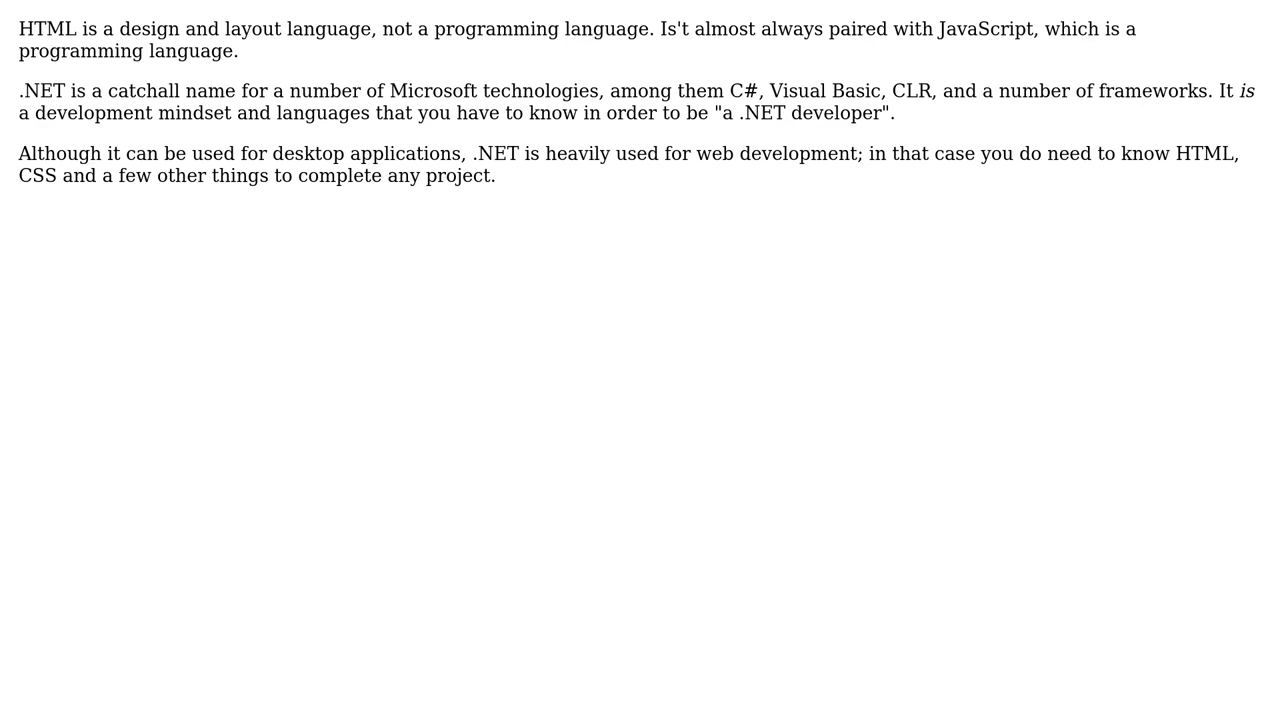 HTML is a design and layout language, not a programming language. Is't almost always paired with JavaScript, which is a
programming language.
.NET is a catchall name for a number of Microsoft technologies, among them C#, Visual Basic, CLR, and a number of frameworks. It is
a development mindset and languages that you have to know in order to be "a .NET developer".
Although it can be used for desktop applications, .NET is heavily used for web development; in that case you do need to know HTML,
CSS and a few other things to complete any project.